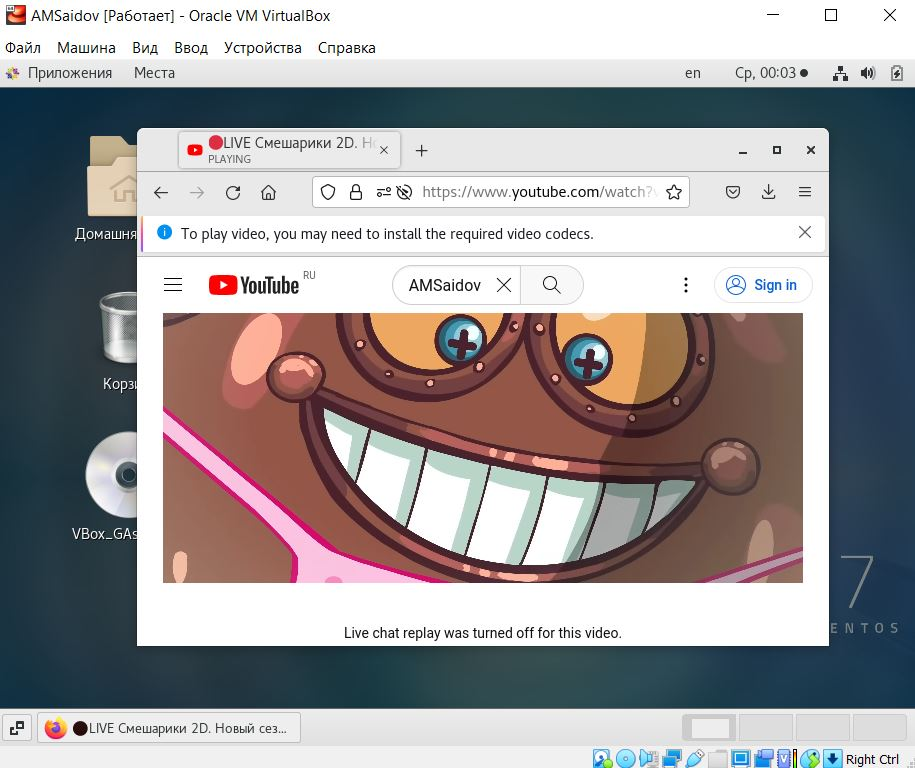 AMSaidov [Работает] - Oracle VM VirtualBox
Файл Машина Вид Ввод Устройства Справка
Приложения Места en Ср, 00:03
LIVE Смешарики 2D. Но
PLAYING
https://www.youtube.com/watch?v
To play video, you may need to install the required video codecs.
YouTube RU AMSaidov Sign in
Домашня
Корзи
VBox_GAs
7
ENTOS
Live chat replay was turned off for this video.
LIVE Смешарики 2D. Новый сез...
Right Ctrl